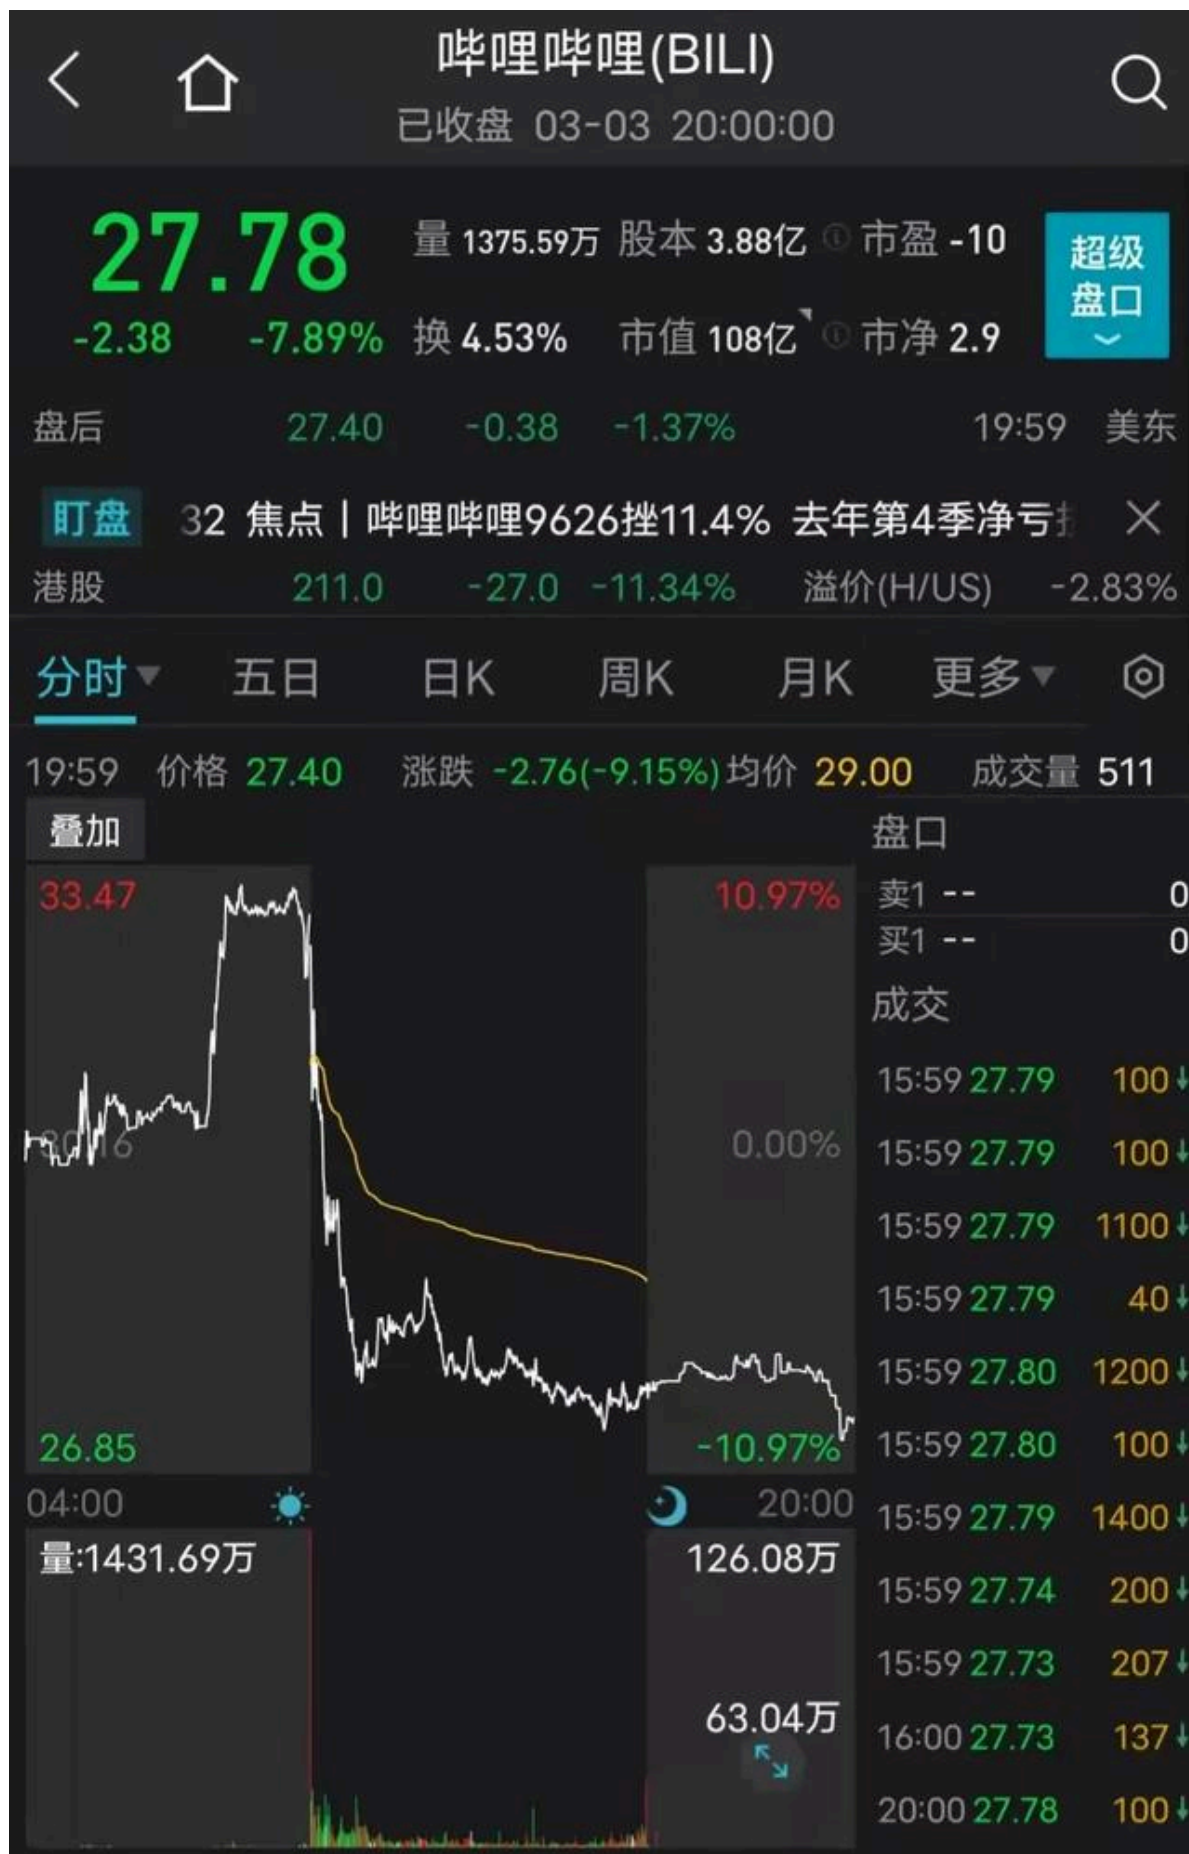 哔哩哔哩(BILI)
已收盘 03-03 20:00:00
27.78 量 1375.59万 股本 3.88亿 市盈 -10 超级
盘口
-2.38 -7.89% 换 4.53% 市值 108亿 市净 2.9
盘后 27.40 -0.38 -1.37% 19:59 美东
盯盘 32 焦点｜哔哩哔哩9626挫11.4% 去年第4季净亏
港股 211.0 -27.0 -11.34% 溢价(H/US) -2.83%
分时 五日 日K 周K 月K 更多
19:59 价格 27.40 涨跌 -2.76(-9.15%) 均价 29.00 成交量 511
叠加 盘口
33.47 10.97% 卖1 -- 0
买1 -- 0
成交
15:59 27.79 100↓
30.16 0.00% 15:59 27.79 100↓
15:59 27.79 1100↓
15:59 27.79 40↓
15:59 27.80 1200↓
26.85 -10.97% 15:59 27.80 100↓
04:00 20:00 15:59 27.79 1400↓
量:1431.69万 126.08万
15:59 27.74 200↓
15:59 27.73 207↓
63.04万 16:00 27.73 137↓
20:00 27.78 100↓